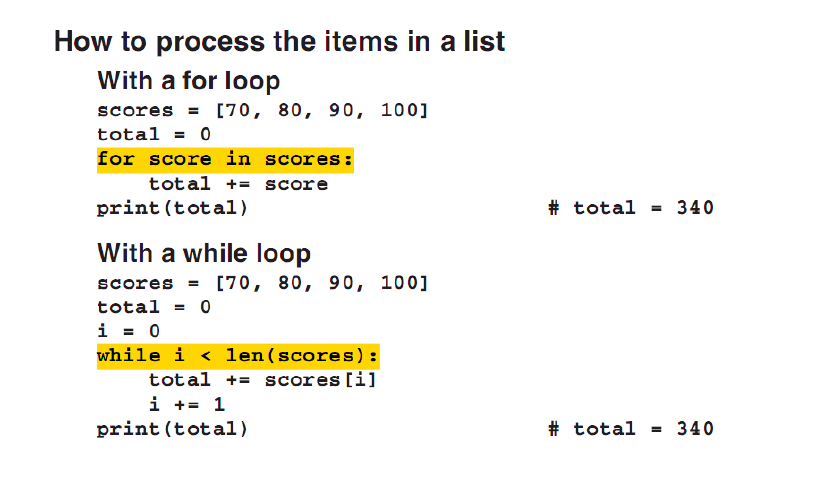 How to process the items in a list
With a for loop
scores = [70, 80, 90, 100]
total = 0
for score in scores:
    total += score
print(total)                       # total = 340
With a while loop
scores = [70, 80, 90, 100]
total = 0
i = 0
while i < len(scores):
    total += scores[i]
    i += 1
print(total)                       # total = 340